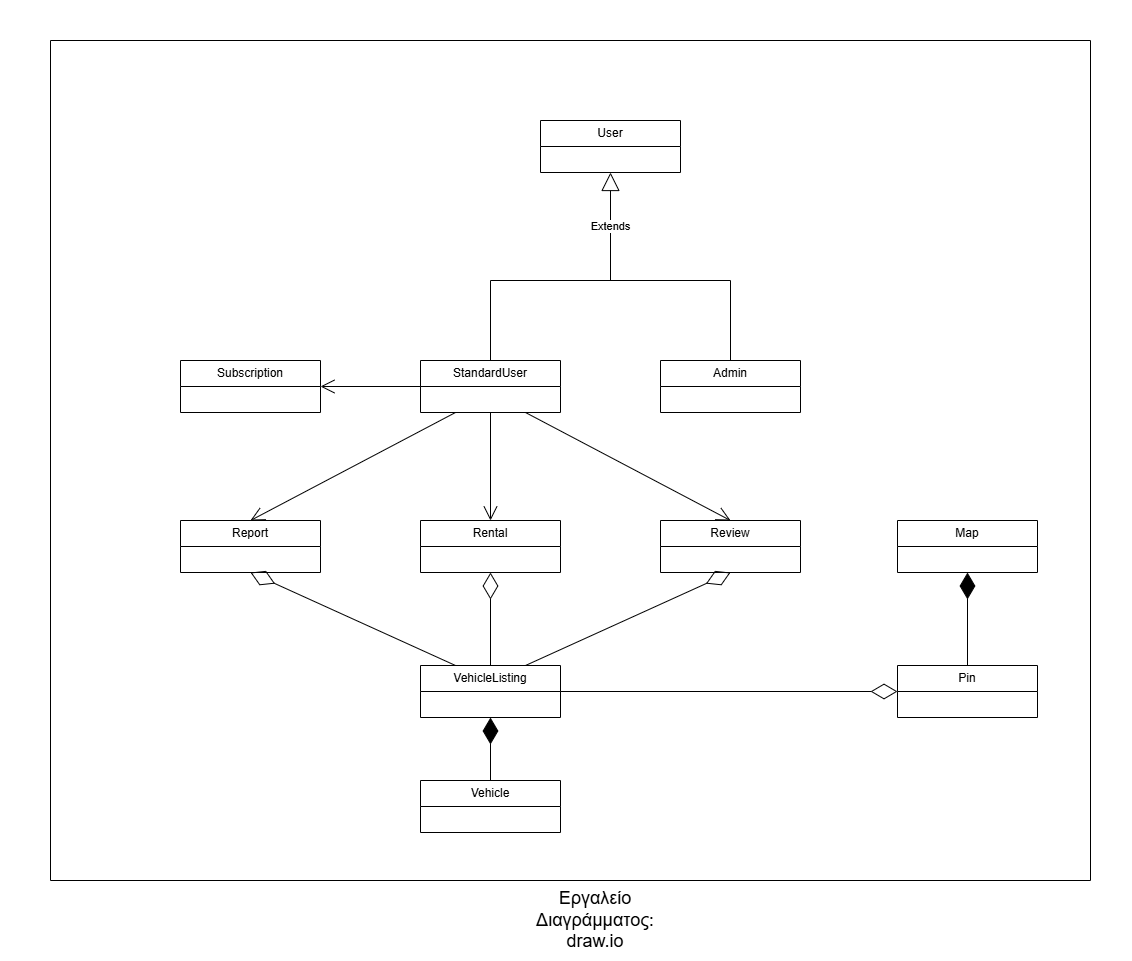 User
Extends
Subscription
StandardUser
Admin
Report
Rental
Review
Map
VehicleListing
Pin
Vehicle
Εργαλείο
Διαγράμματος:
draw.io